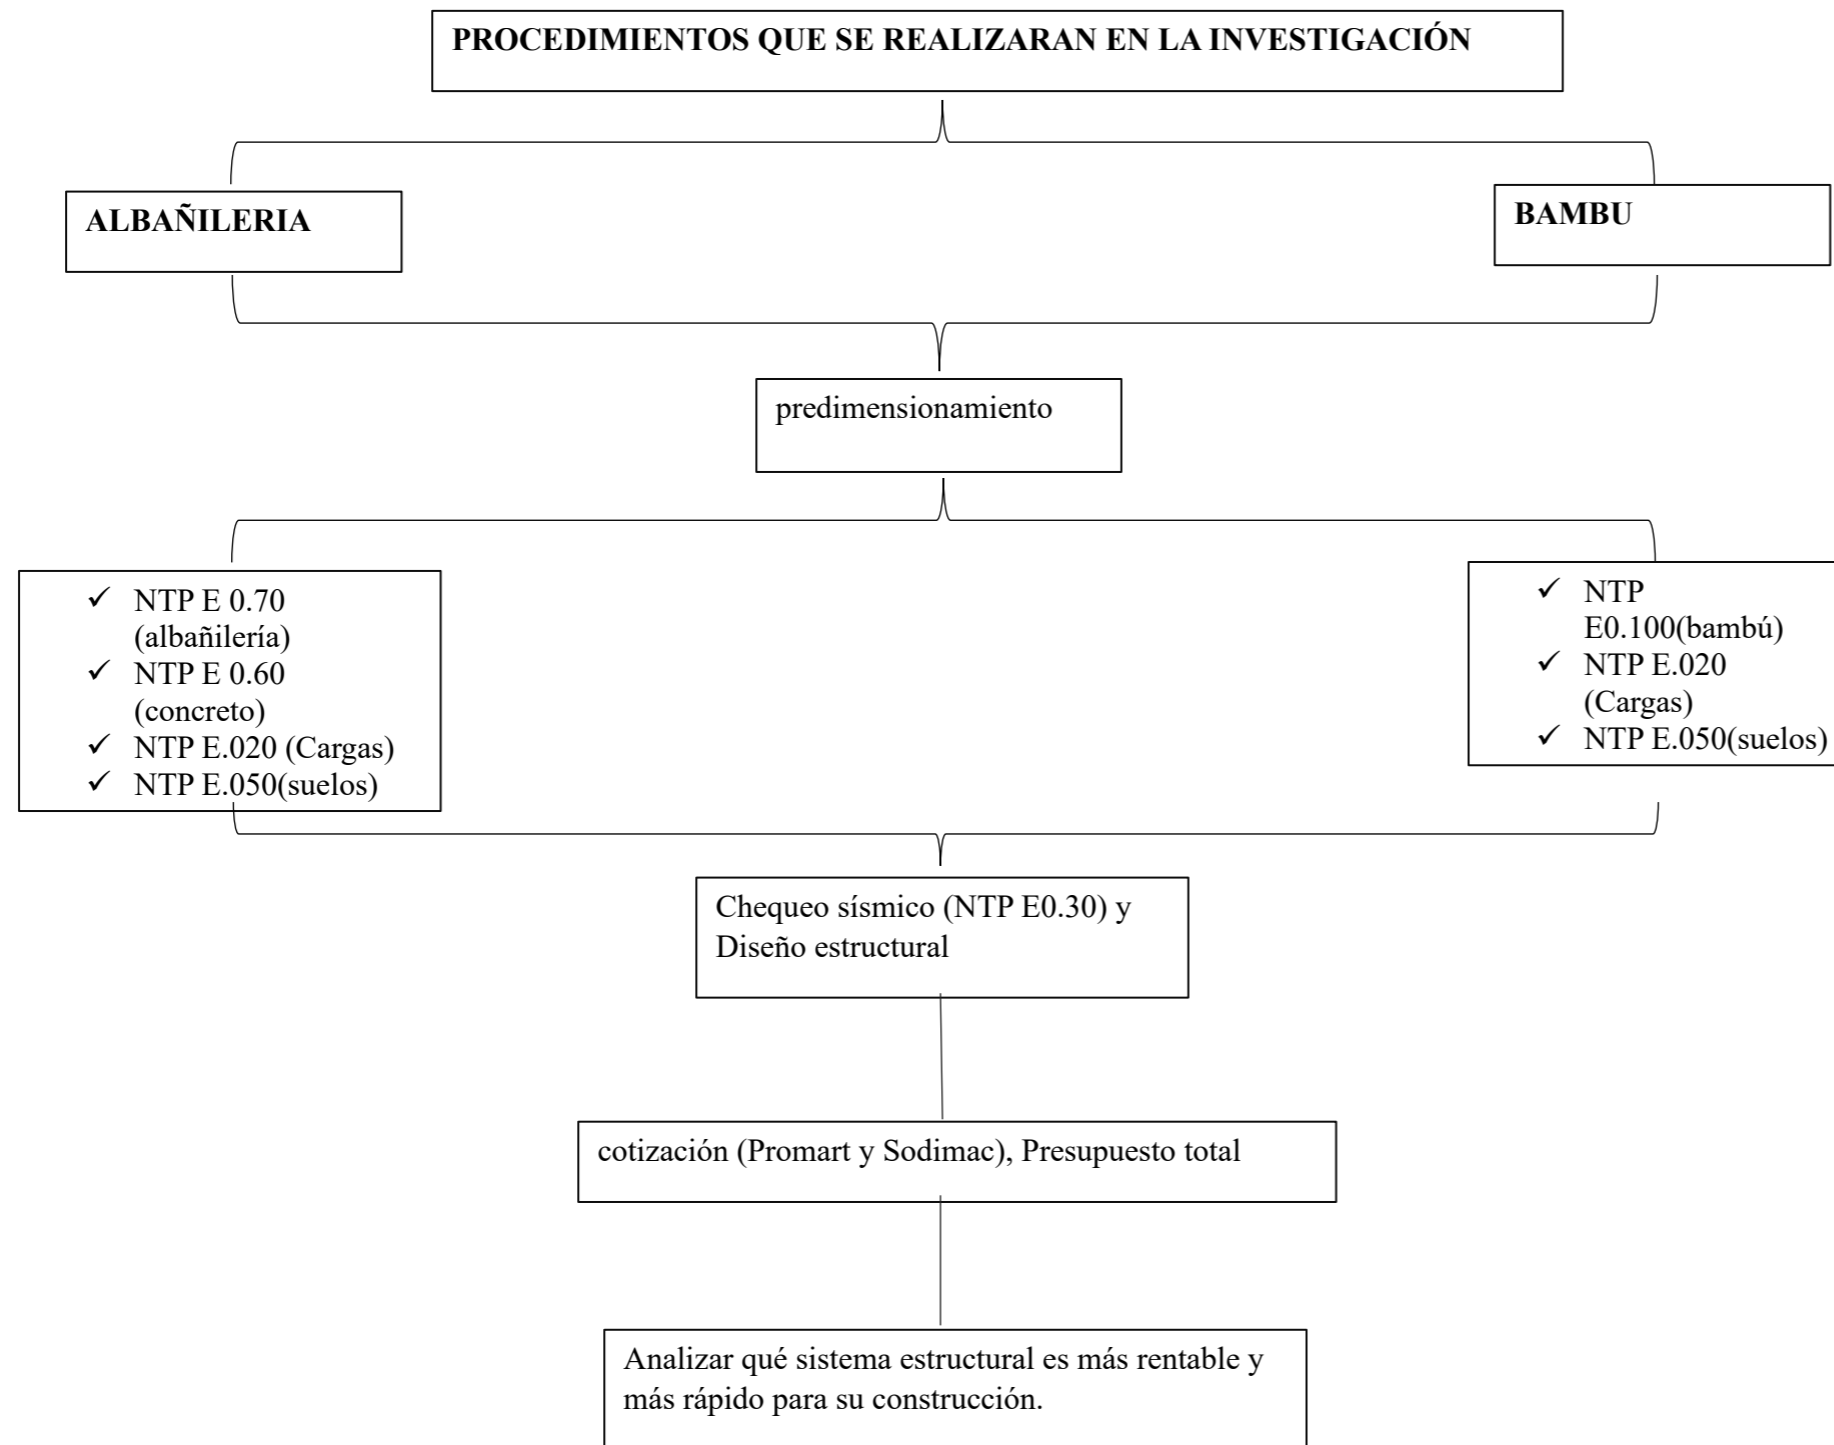 PROCEDIMIENTOS QUE SE REALIZARAN EN LA INVESTIGACIÓN
ALBAÑILERIA
BAMBU
predimensionamiento
✓ NTP E 0.70
(albañilería)
✓ NTP E 0.60
(concreto)
✓ NTP E.020 (Cargas)
✓ NTP E.050(suelos)
✓ NTP
E0.100(bambú)
✓ NTP E.020
(Cargas)
✓ NTP E.050(suelos)
Chequeo sísmico (NTP E0.30) y
Diseño estructural
cotización (Promart y Sodimac), Presupuesto total
Analizar qué sistema estructural es más rentable y
más rápido para su construcción.